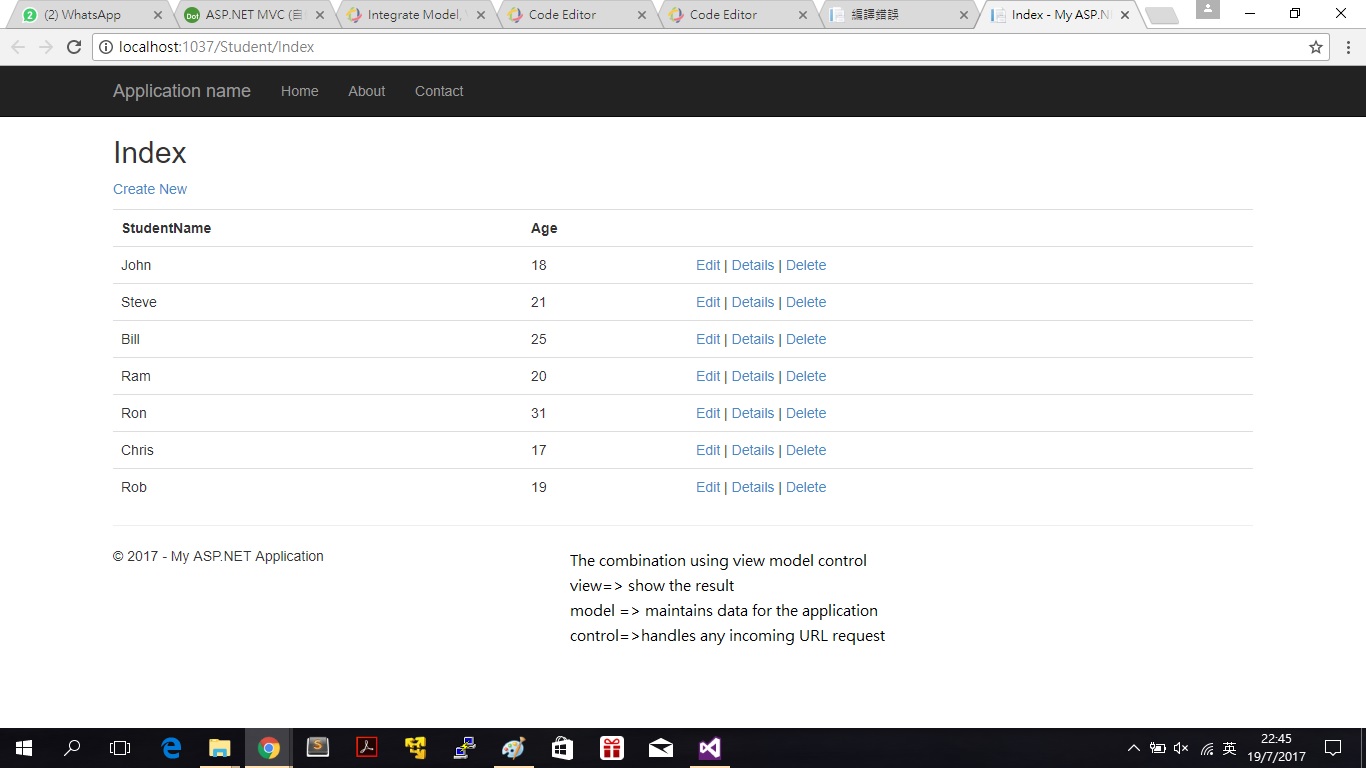 (2) WhatsApp
ASP.NET MVC (
Integrate Model,
Code Editor
Code Editor
編譯錯誤
Index - My ASP.N
localhost:1037/Student/Index
Application name Home About Contact
Index
Create New
StudentName Age
John 18 Edit | Details | Delete
Steve 21 Edit | Details | Delete
Bill 25 Edit | Details | Delete
Ram 20 Edit | Details | Delete
Ron 31 Edit | Details | Delete
Chris 17 Edit | Details | Delete
Rob 19 Edit | Details | Delete
© 2017 - My ASP.NET Application
The combination using view model control
view=> show the result
model => maintains data for the application
control=>handles any incoming URL request
英
22:45
19/7/2017